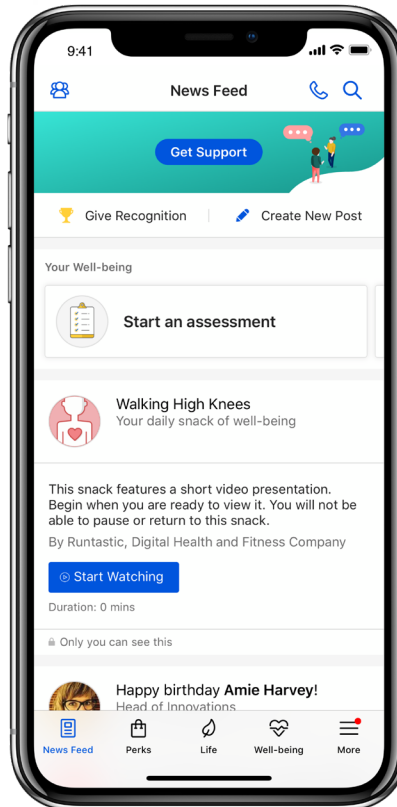 9:41
News Feed
Get Support
Give Recognition
Create New Post
Your Well-being
Start an assessment
Walking High Knees
Your daily snack of well-being
This snack features a short video presentation.
Begin when you are ready to view it. You will not be
able to pause or return to this snack.
By Runtastic, Digital Health and Fitness Company
Start Watching
Duration: 0 mins
Only you can see this
Happy birthday Amie Harvey!
Head of Innovations
News Feed
Perks
Life
Well-being
More